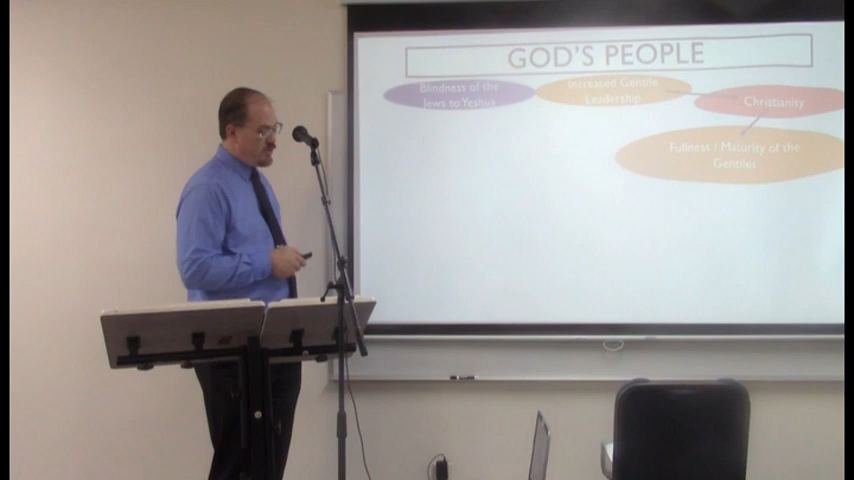 GOD'S PEOPLE
Blindness of the
Jews to Yeshua
Increased Gentile
Leadership
Christianity
Fullness / Maturity of the
Gentiles